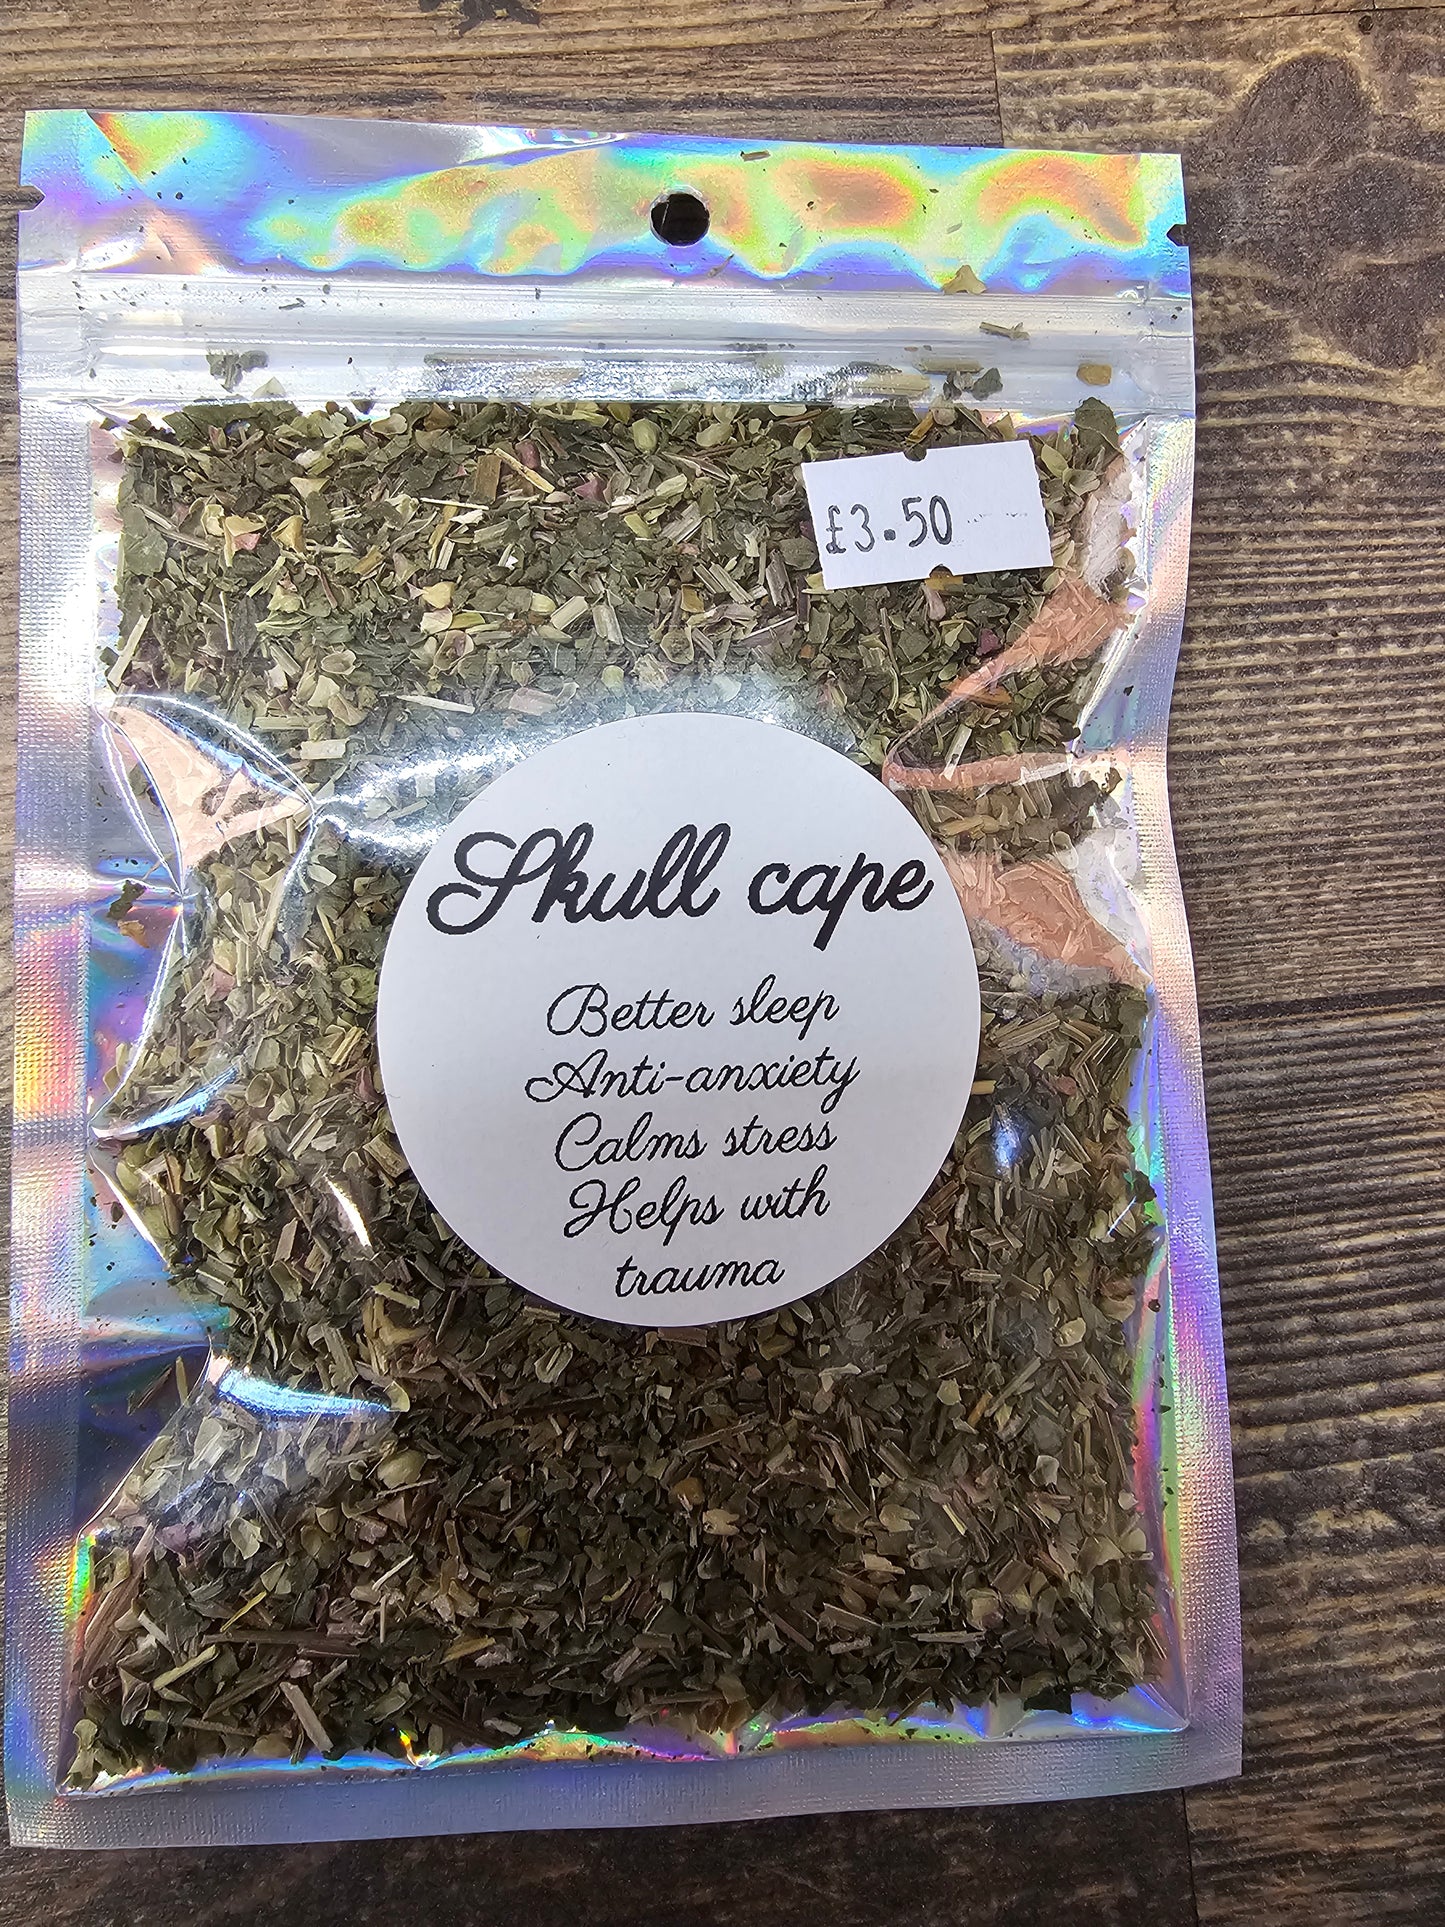 £3.50
Skull cape
Better sleep
Anti-anxiety
Calms stress
Helps with
trauma